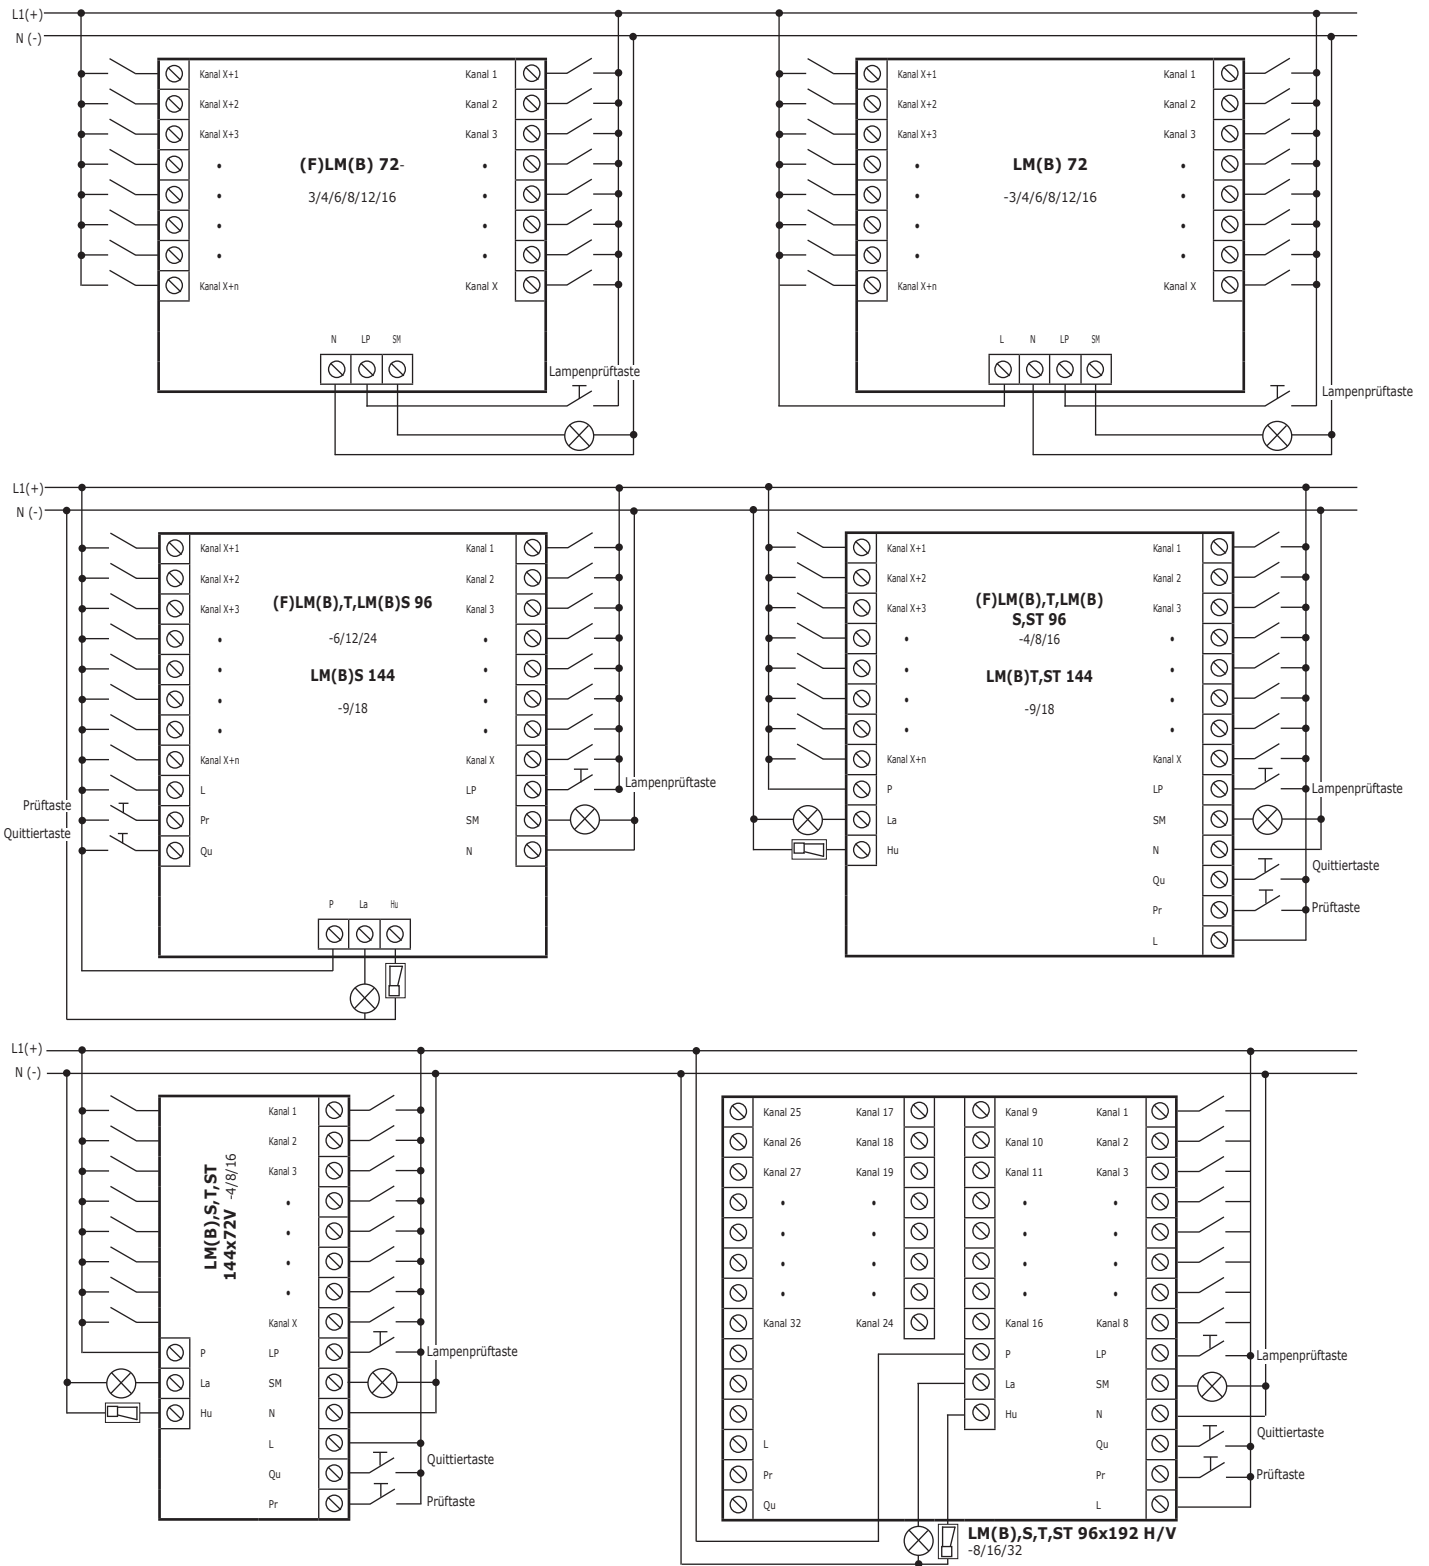 L1(+)
N (-)
Kanal X+1
Kanal X+2
Kanal X+3
Kanal X+n
(F)LM(B) 72-
3/4/6/8/12/16
Kanal 1
Kanal 2
Kanal 3
Kanal X
N LP SM
Lampenprüftaste
Kanal X+1
Kanal X+2
Kanal X+3
Kanal X+n
LM(B) 72
-3/4/6/8/12/16
Kanal 1
Kanal 2
Kanal 3
Kanal X
L N LP SM
Lampenprüftaste
L1(+)
N (-)
Kanal X+1
Kanal X+2
Kanal X+3
Kanal X+n
L
Pr
Qu
Prüftaste
Quittiertaste
(F)LM(B),T,LM(B)S 96
-6/12/24
LM(B)S 144
-9/18
Kanal 1
Kanal 2
Kanal 3
Kanal X
LP
SM
N
Lampenprüftaste
P La Hu
Kanal X+1
Kanal X+2
Kanal X+3
Kanal X+n
P
La
Hu
(F)LM(B),T,LM(B)
S,ST 96
-4/8/16
LM(B)T,ST 144
-9/18
Kanal 1
Kanal 2
Kanal 3
Kanal X
LP
SM
N
Qu
Pr
L
Lampenprüftaste
Quittiertaste
Prüftaste
L1(+)
N (-)
LM(B),S,T,ST
144x72V -4/8/16
P
La
Hu
Kanal 1
Kanal 2
Kanal 3
Kanal X
LP
SM
N
L
Qu
Pr
Lampenprüftaste
Quittiertaste
Prüftaste
Kanal 25
Kanal 26
Kanal 27
Kanal 32
L
Pr
Qu
Kanal 17
Kanal 18
Kanal 19
Kanal 24
Kanal 9
Kanal 10
Kanal 11
Kanal 16
P
La
Hu
Kanal 1
Kanal 2
Kanal 3
Kanal 8
LP
SM
N
Qu
Pr
L
Lampenprüftaste
Quittiertaste
Prüftaste
LM(B),S,T,ST 96x192 H/V
-8/16/32